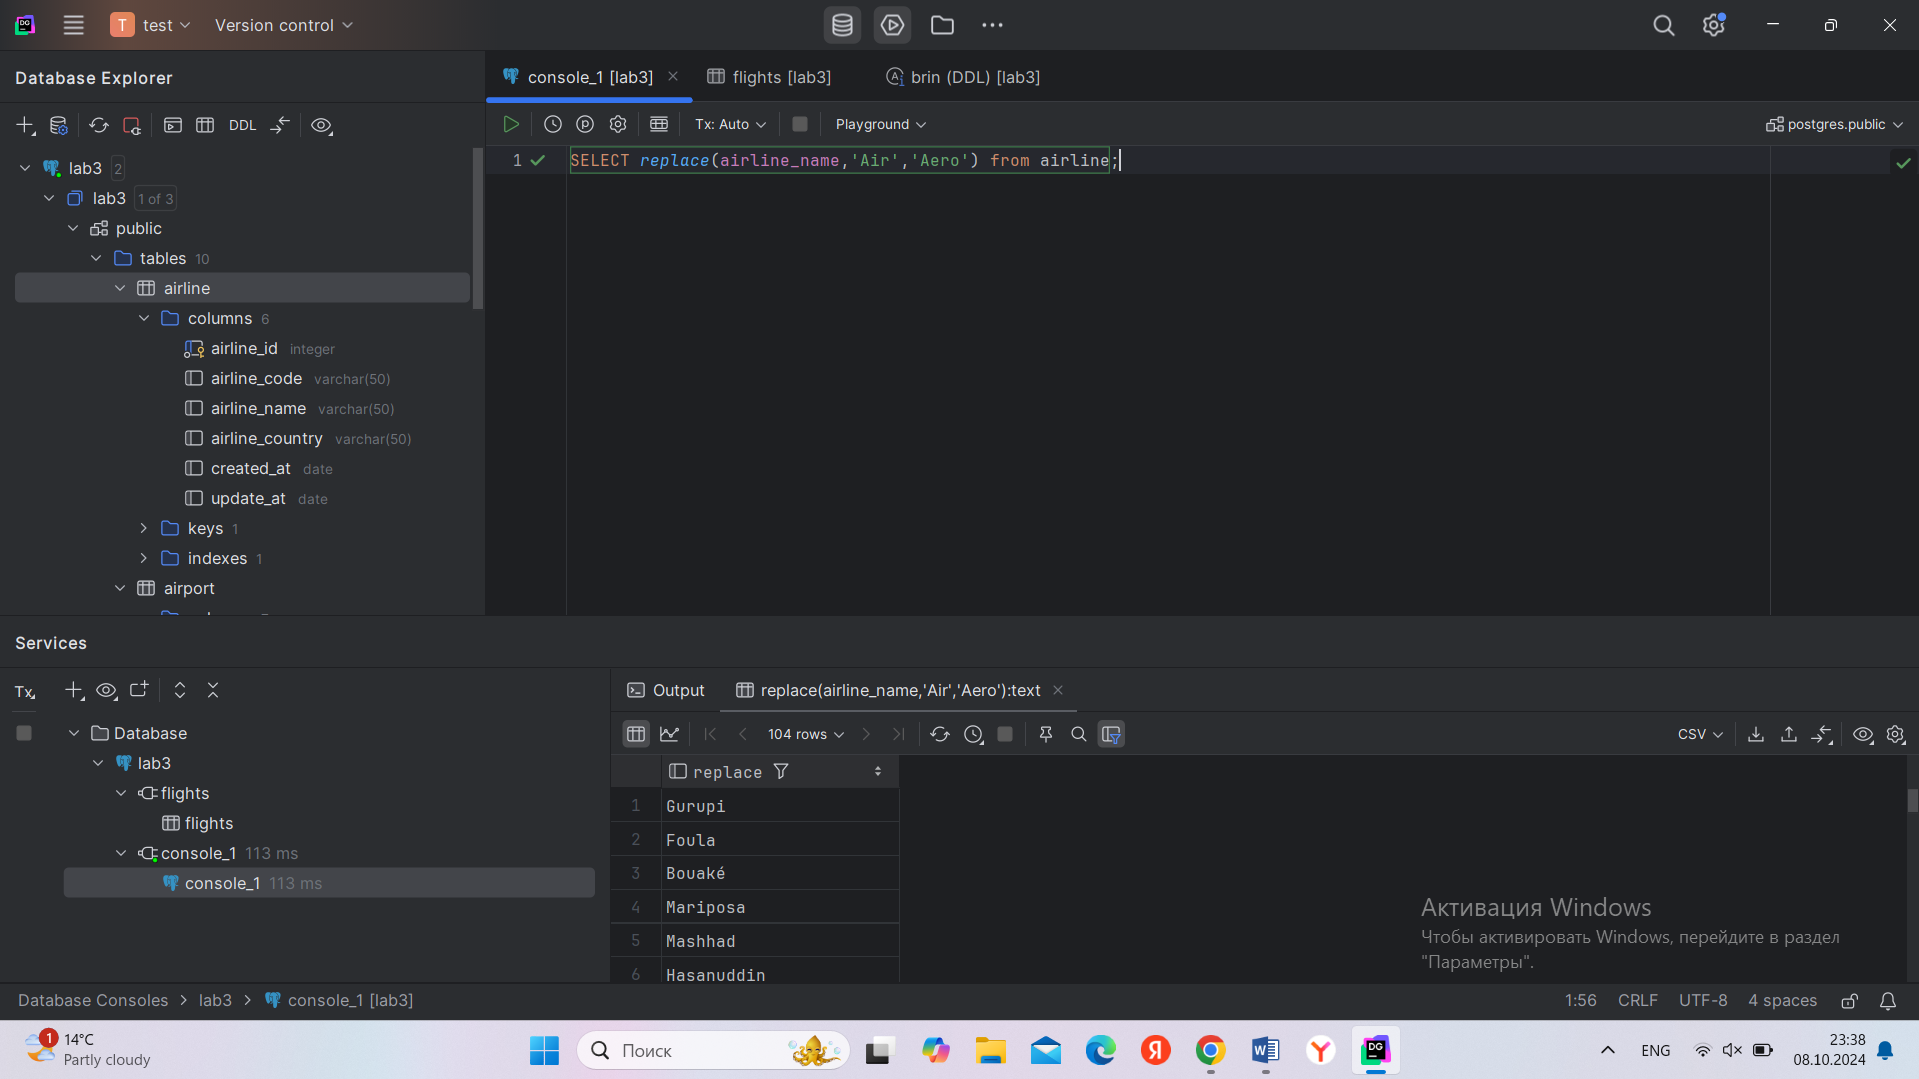 T test Version control
Database Explorer
console_1 [lab3] flights [lab3] brin (DDL) [lab3]
DDL
Tx: Auto Playground postgres.public
lab3 2
1 SELECT replace(airline_name,'Air','Aero') from airline;
lab3 1 of 3
public
tables 10
airline
columns 6
airline_id integer
airline_code varchar(50)
airline_name varchar(50)
airline_country varchar(50)
created_at date
update_at date
keys 1
indexes 1
airport
Services
Tx
Output replace(airline_name,'Air','Aero'):text
Database
104 rows CSV
lab3
replace
flights
1 Gurupi
flights
2 Foula
console_1 113 ms
3 Bouaké
console_1 113 ms
4 Mariposa
5 Mashhad
6 Hasanuddin
Активация Windows
Чтобы активировать Windows, перейдите в раздел
"Параметры".
Database Consoles > lab3 > console_1 [lab3] 1:56 CRLF UTF-8 4 spaces
1 14°C
Partly cloudy
Поиск
ENG
23:38
08.10.2024